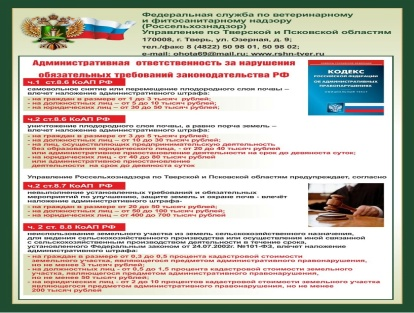 Федеральная служба по ветеринарному
и фитосанитарному надзору
(Россельхознадзор)
Управление по Тверской и Псковской областям
170008, г. Тверь, ул. Озерная, д. 9;
тел./факс 8 (4822) 50 98 01, 50 98 02;
e-mail: ohota69@mail.ru; www.rshn-tver.ru
Административная ответственность за нарушения
обязательных требований законодательства РФ
КОДЕКС
РОССИЙСКОЙ ФЕДЕРАЦИИ
ОБ АДМИНИСТРАТИВНЫХ
ПРАВОНАРУШЕНИЯХ
ч.1 ст.8.6 КоАП РФ
самовольное снятие или перемещение плодородного слоя почвы –
влечет наложение административного штрафа:
- на граждан в размере от 1 до 3 тысяч рублей;
- на должностных лиц – от 5 до 10 тысяч рублей;
- на юридических лиц – от 30 до 50 тысяч рублей.
ч.2 ст.8.6 КоАП РФ
уничтожение плодородного слоя почвы, а равно порча земель –
влечет наложение административного штрафа:
- на граждан в размере от 3 до 5 тысяч рублей;
- на должностных лиц – от 10 до 30 тысяч рублей;
- на лиц, осуществляющих предпринимательскую деятельность
без образования юридического лица, - от 20 до 40 тысяч рублей
или административное приостановление деятельности на срок до девяноста суток;
- на юридических лиц – от 40 до 80 тысяч рублей
или административное приостановление
деятельности на срок до девяноста суток
Управление Россельхознадзора по Тверской и Псковской областям предупреждает, согласно
ч.2 ст.8.7 КоАП РФ
невыполнение установленных требований и обязательных
мероприятий по улучшению, защите земель и охране почв - влечёт
наложение административного штрафа-
- на граждан в размере от 20 до 50 тысяч рублей;
- на должностных лиц – от 50 до 100 тысяч рублей;
- на юридических лиц – от 400 до 700 тысяч рублей.
ч. 2 ст. 8.8 КоАП РФ
неиспользование земельного участка из земель сельскохозяйственного назначения,
для ведения сельскохозяйственного производства или осуществления иной связанной
с сельскохозяйственным производством деятельности в течение срока,
установленного Федеральным законом от 24.07.2002г. №101-ФЗ, влечет наложение
административного штрафа:
- на граждан в размере от 0,3 до 0,5 процента кадастровой стоимости
земельного участка, являющегося предметом административного правонарушения,
но не менее 3 тысяч рублей;
- на должностных лиц - от 0,5 до 1,5 процента кадастровой стоимости земельного
участка, являющегося предметом административного правонарушения,
но не менее 50 тысяч рублей;
- на юридических лиц – от 2 до 10 процентов кадастровой стоимости земельного участка
являющегося предметом административного правонарушения, но не менее
200 тысяч рублей